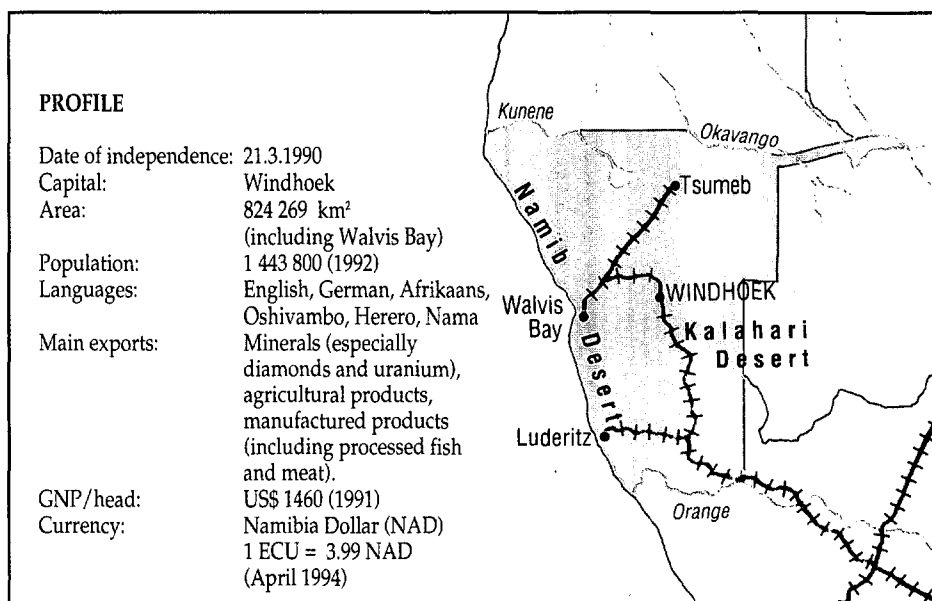 PROFILE
Date of independence: 21.3.1990
Capital: Windhoek
Area: 824 269 km²
(including Walvis Bay)
Population: 1 443 800 (1992)
Languages: English, German, Afrikaans,
Oshivambo, Herero, Nama
Main exports: Minerals (especially
diamonds and uranium),
agricultural products,
manufactured products
(including processed fish
and meat).
GNP/head: US$ 1460 (1991)
Currency: Namibia Dollar (NAD)
1 ECU = 3.99 NAD
(April 1994)
Kunene
Okavango
Tsumeb
Namib
Desert
WINDHOEK
Walvis
Bay
Kalahari
Desert
Luderitz
Orange